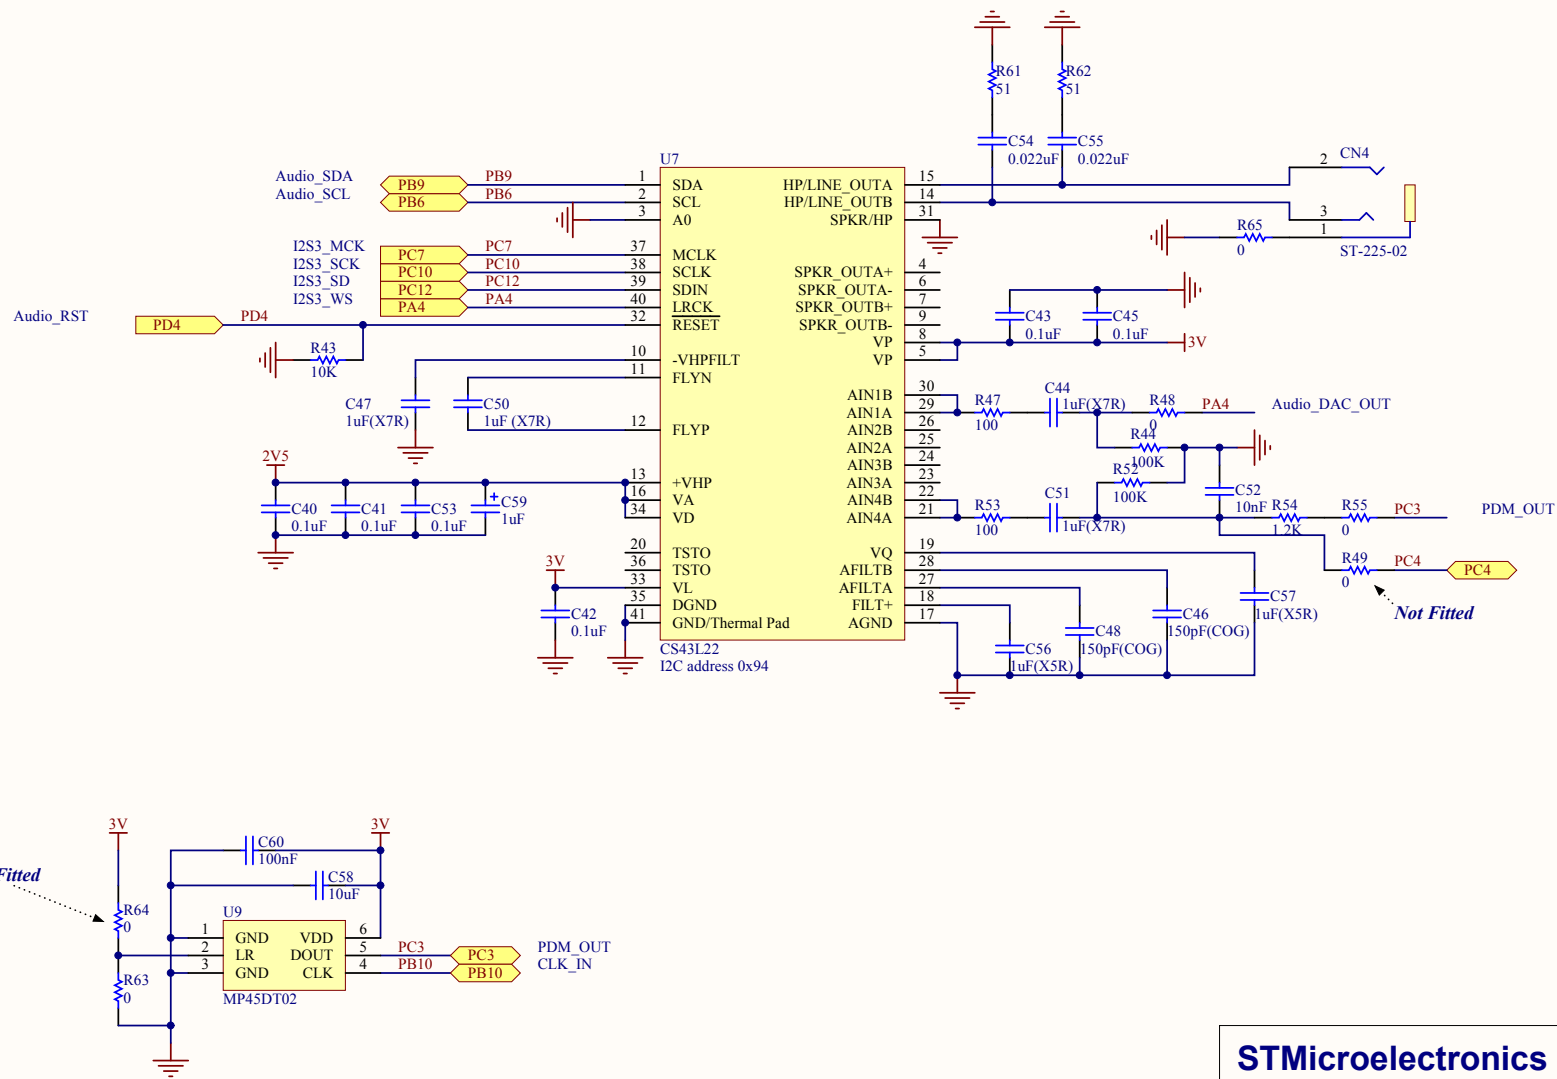 R61
51
R62
51
C54
0.022uF
C55
0.022uF
U7
Audio_SDA
PB9
PB9
1
SDA
Audio_SCL
PB6
PB6
2
SCL
3
A0
I2S3_MCK
PC7
PC7
37
MCLK
I2S3_SCK
PC10
PC10
38
SCLK
I2S3_SD
PC12
PC12
39
SDIN
I2S3_WS
PA4
PA4
40
LRCK
Audio_RST
PD4
PD4
32
RESET
R43
10K
10
-VHPFILT
11
FLYN
C47
1uF(X7R)
C50
1uF (X7R)
12
FLYP
2V5
13
+VHP
16
VA
34
VD
C40
0.1uF
C41
0.1uF
C53
0.1uF
+
C59
1uF
20
TSTO
36
TSTO
3V
33
VL
35
DGND
41
GND/Thermal Pad
C42
0.1uF
CS43L22
I2C address 0x94
HP/LINE_OUTA
15
HP/LINE_OUTB
14
SPKR/HP
31
SPKR_OUTA+
4
SPKR_OUTA-
6
SPKR_OUTB+
7
SPKR_OUTB-
9
VP
8
VP
5
AIN1B
30
AIN1A
29
AIN2B
26
AIN2A
25
AIN3B
24
AIN3A
23
AIN4B
22
AIN4A
21
VQ
19
AFILTB
28
AFILTA
27
FILT+
18
AGND
17
2
CN4
3
1
ST-225-02
R65
0
C43
0.1uF
C45
0.1uF
3V
R47
100
C44
1uF(X7R)
R48
0
PA4
Audio_DAC_OUT
R44
100K
R52
100K
C52
10nF
R53
100
C51
1uF(X7R)
R54
1.2K
R55
0
PC3
PDM_OUT
R49
0
PC4
PC4
Not Fitted
C57
1uF(X5R)
C46
150pF(COG)
C48
150pF(COG)
C56
1uF(X5R)
3V
3V
C60
100nF
C58
10uF
Fitted
R64
0
R63
0
U9
1
GND
2
LR
3
GND
VDD
6
DOUT
5
CLK
4
MP45DT02
PC3
PC3
PDM_OUT
PB10
PB10
CLK_IN
STMicroelectronics